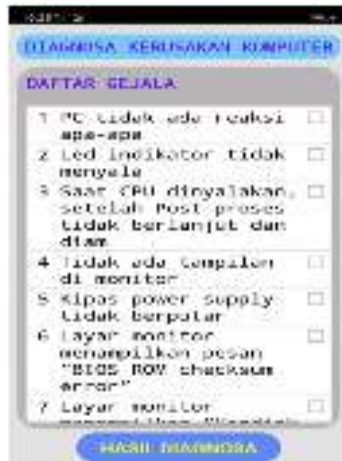 DIAGNOSA KERUSAKAN KOMPUTER
DAFTAR GEJALA
1 PC tidak ada reaksi
apa-apa
2 Led indikator tidak
menyala
3 Saat CPU dinyalakan,
setelah Post proses
tidak berlanjut dan
diam
4 Tidak ada tampilan
di monitor
5 Kipas power supply
tidak berputar
6 Layar monitor
menampilkan pesan
"BIOS ROM checksum
error"
7 Layar monitor
HASIL DIAGNOSA